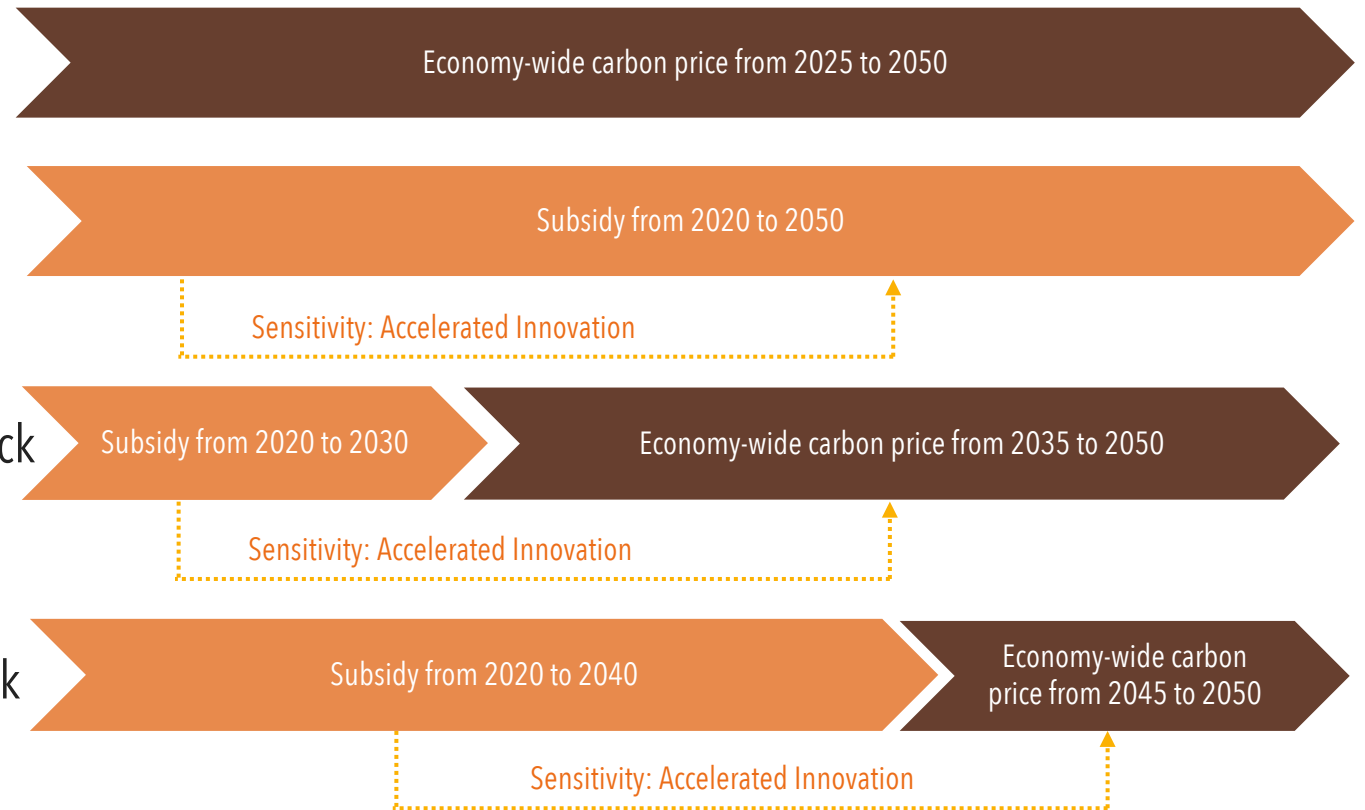 Economy-wide carbon price from 2025 to 2050
Subsidy from 2020 to 2050
Sensitivity: Accelerated Innovation
Subsidy from 2020 to 2030
Economy-wide carbon price from 2035 to 2050
Sensitivity: Accelerated Innovation
Subsidy from 2020 to 2040
Economy-wide carbon
price from 2045 to 2050
Sensitivity: Accelerated Innovation